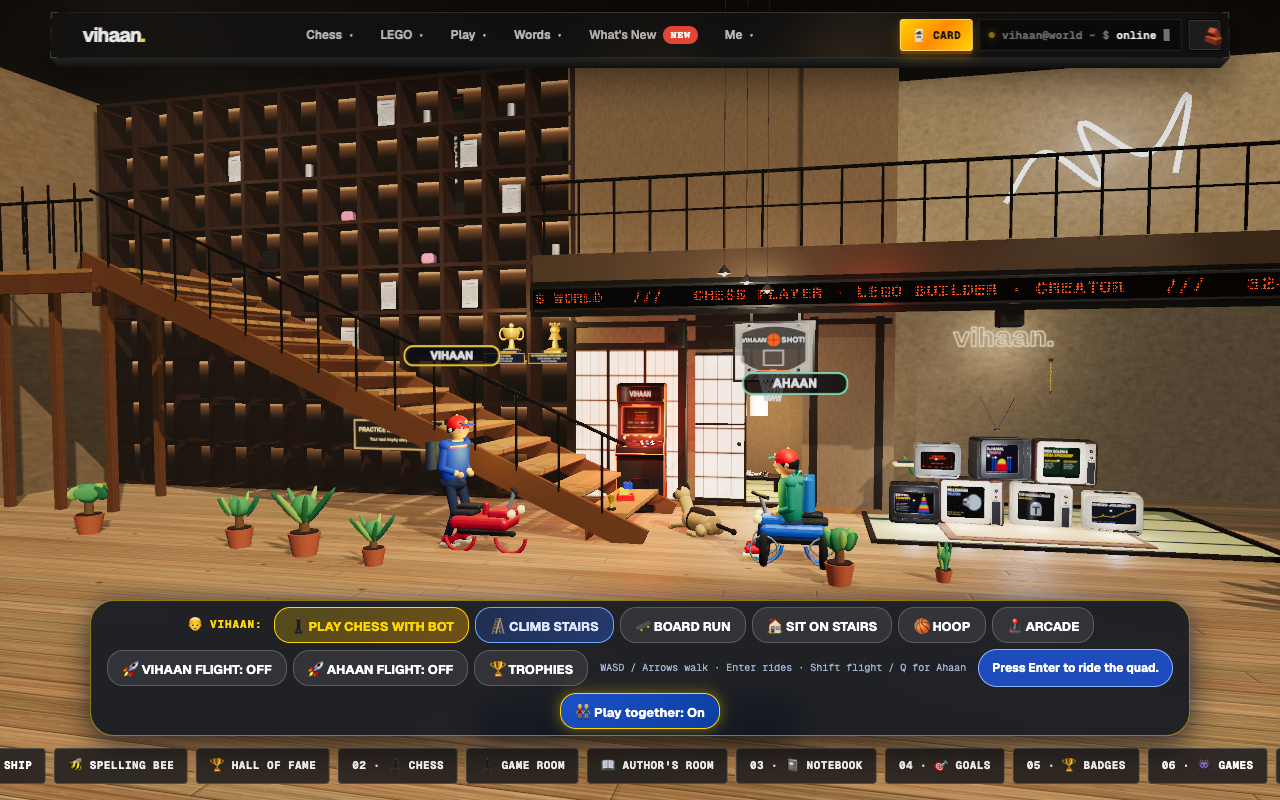 vihaan.
Chess
LEGO
Play
Words
What's New NEW
Me
CARD
vihaan@world ~ $ online
S WORLD /// CHESS PLAYER · LEGO BUILDER · CREATOR ///
vihaan.
VIHAAN SHOT!
VIHAAN
AHAAN
VIHAAN
VIHAAN:
PLAY CHESS WITH BOT
CLIMB STAIRS
BOARD RUN
SIT ON STAIRS
HOOP
ARCADE
VIHAAN FLIGHT: OFF
AHAAN FLIGHT: OFF
TROPHIES
WASD / Arrows walk · Enter rides · Shift flight / Q for Ahaan
Press Enter to ride the quad.
Play together: On
SHIP
SPELLING BEE
HALL OF FAME
02 · CHESS
GAME ROOM
AUTHOR'S ROOM
03 · NOTEBOOK
04 · GOALS
05 · BADGES
06 · GAMES